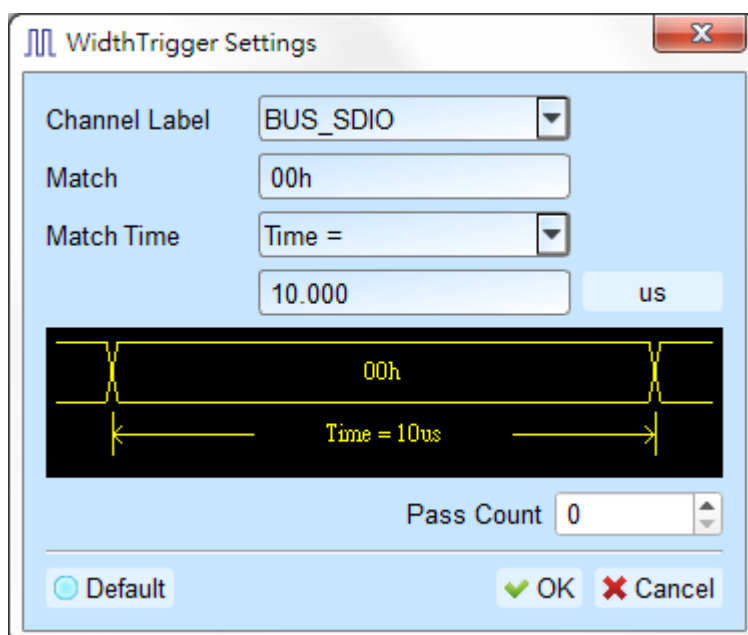 WidthTrigger Settings
Channel Label BUS_SDIO
Match 00h
Match Time Time =
10.000 us
00h
Time = 10us
Pass Count 0
Default OK Cancel